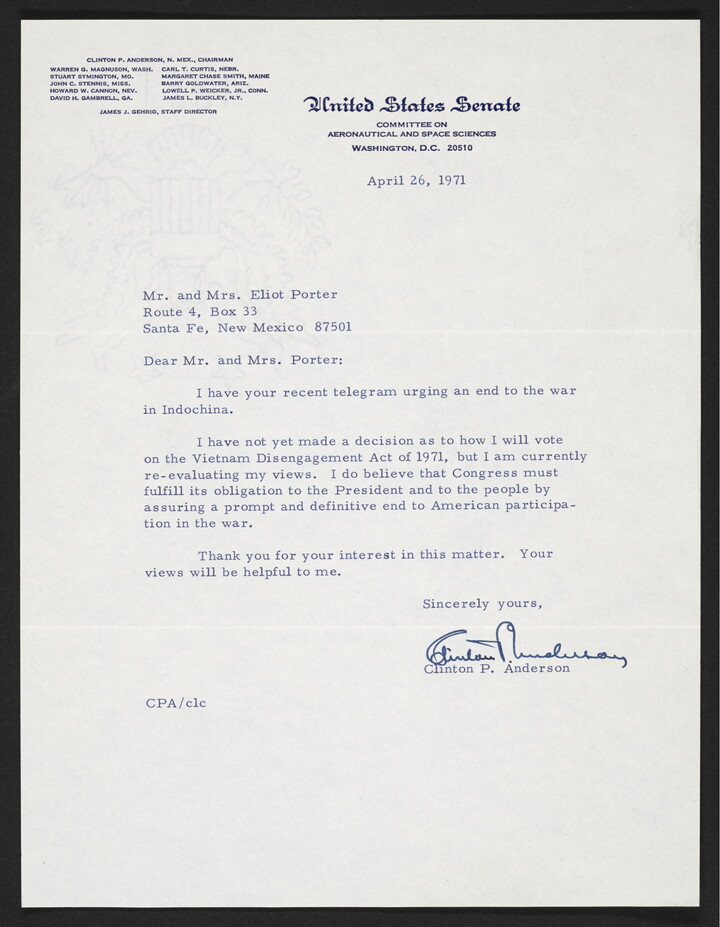 CLINTON P. ANDERSON, N. MEX., CHAIRMAN
WARREN G. MAGNUSON, WASH. CARL T. CURTIS, NEBR.
STUART SYMINGTON, MO. MARGARET CHASE SMITH, MAINE
JOHN C. STENNIS, MISS. BARRY GOLDWATER, ARIZ.
HOWARD W. CANNON, NEV. LOWELL P. WEICKER, JR., CONN.
DAVID H. GAMBRELL, GA. JAMES L. BUCKLEY, N.Y.
JAMES J. GEHRIG, STAFF DIRECTOR
United States Senate
COMMITTEE ON
AERONAUTICAL AND SPACE SCIENCES
WASHINGTON, D.C. 20510
April 26, 1971
Mr. and Mrs. Eliot Porter
Route 4, Box 33
Santa Fe, New Mexico 87501
Dear Mr. and Mrs. Porter:
I have your recent telegram urging an end to the war
in Indochina.
I have not yet made a decision as to how I will vote
on the Vietnam Disengagement Act of 1971, but I am currently
re-evaluating my views. I do believe that Congress must
fulfill its obligation to the President and to the people by
assuring a prompt and definitive end to American participa-
tion in the war.
Thank you for your interest in this matter. Your
views will be helpful to me.
Sincerely yours,
Clinton P. Anderson
Clinton P. Anderson
CPA/clc